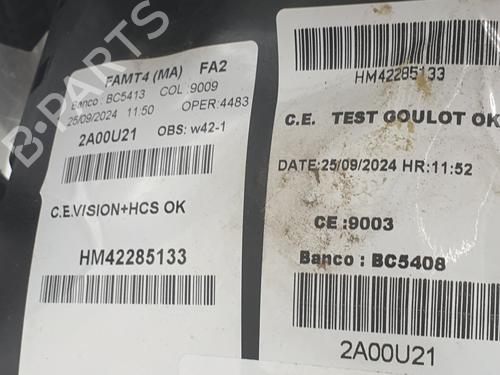 FAMT4 (MA) FA2
Banco : BC5413 COL :9009
25/09/2024 11:50 OPER:4483
2A00U21 OBS: w42-1
C.E.VISION+HCS OK
HM42285133
HM42285133
C.E. TEST GOULOT OK
DATE:25/09/2024 HR:11:52
CE :9003
Banco : BC5408
2A00U21
B-PARTS